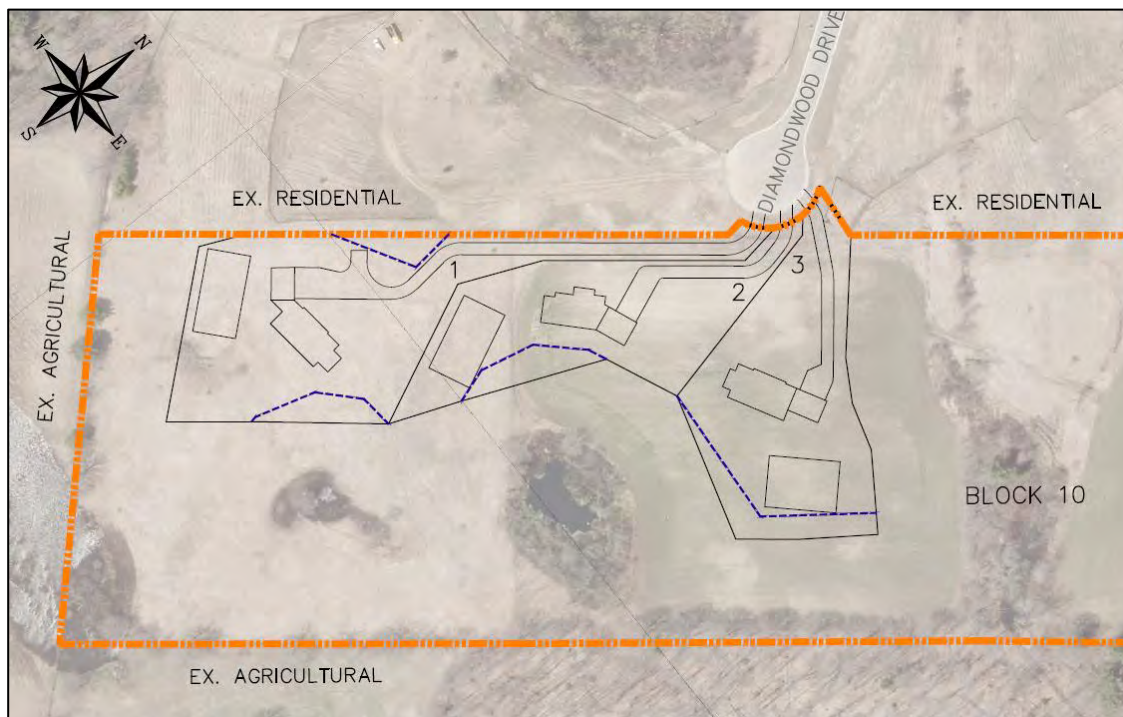 N
W
S
E
DIAMONDWOOD DRIVE
EX. RESIDENTIAL
EX. RESIDENTIAL
EX. AGRICULTURAL
1
2
3
BLOCK 10
EX. AGRICULTURAL